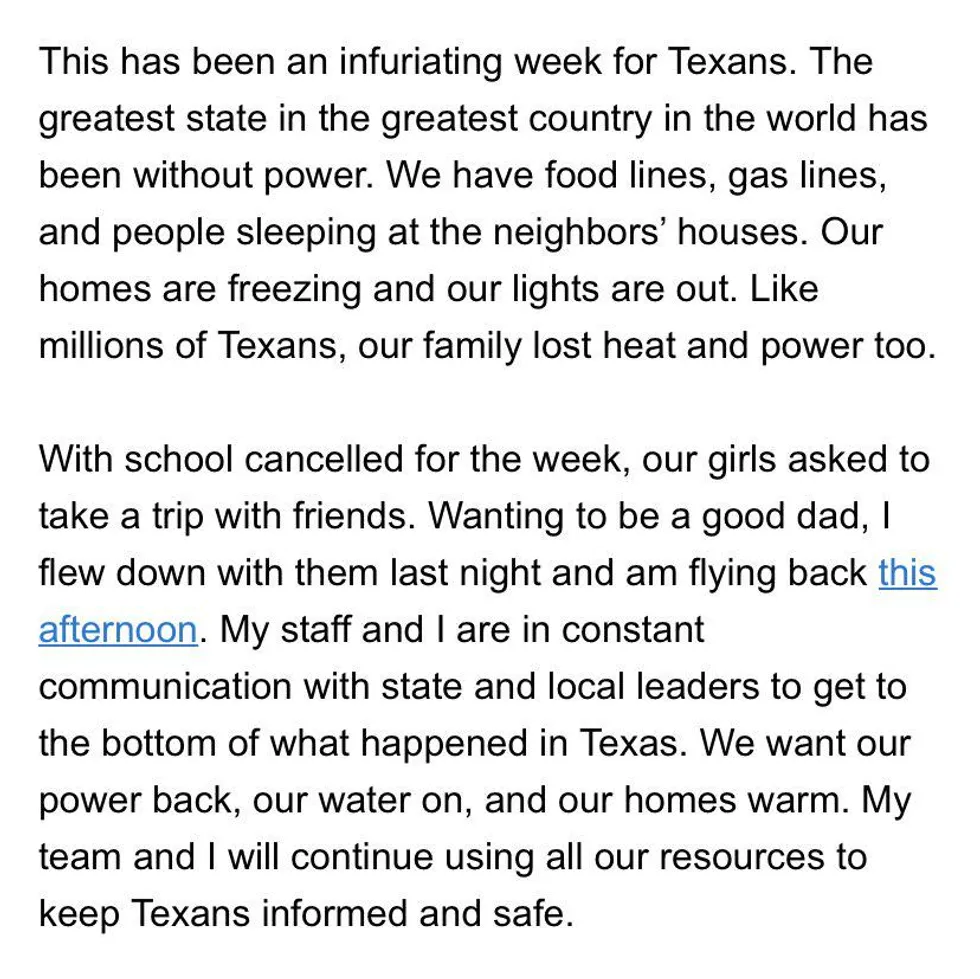 This has been an infuriating week for Texans. The
greatest state in the greatest country in the world has
been without power. We have food lines, gas lines,
and people sleeping at the neighbors’ houses. Our
homes are freezing and our lights are out. Like
millions of Texans, our family lost heat and power too.
With school cancelled for the week, our girls asked to
take a trip with friends. Wanting to be a good dad, I
flew down with them last night and am flying back this
afternoon. My staff and I are in constant
communication with state and local leaders to get to
the bottom of what happened in Texas. We want our
power back, our water on, and our homes warm. My
team and I will continue using all our resources to
keep Texans informed and safe.